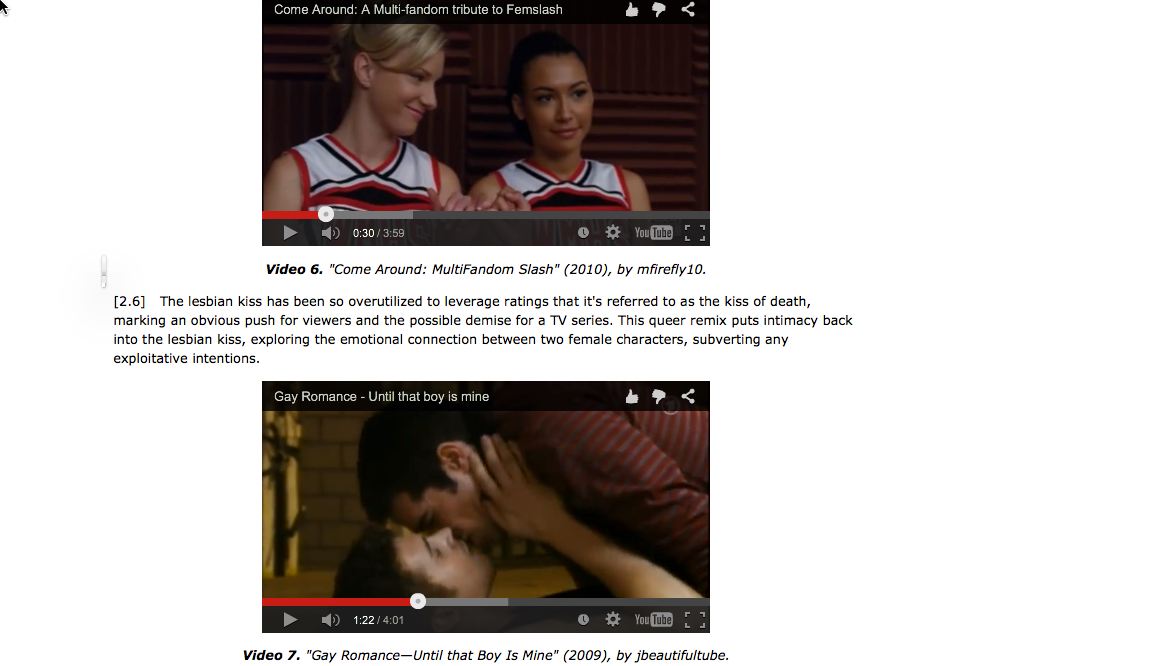 Come Around: A Multi-fandom tribute to Femslash
0:30 / 3:59
YouTube
Video 6. "Come Around: MultiFandom Slash" (2010), by mfirefly10.
[2.6] The lesbian kiss has been so overutilized to leverage ratings that it's referred to as the kiss of death,
marking an obvious push for viewers and the possible demise for a TV series. This queer remix puts intimacy back
into the lesbian kiss, exploring the emotional connection between two female characters, subverting any
exploitative intentions.
Gay Romance - Until that boy is mine
1:22 / 4:01
YouTube
Video 7. "Gay Romance—Until that Boy Is Mine" (2009), by jbeautifultube.